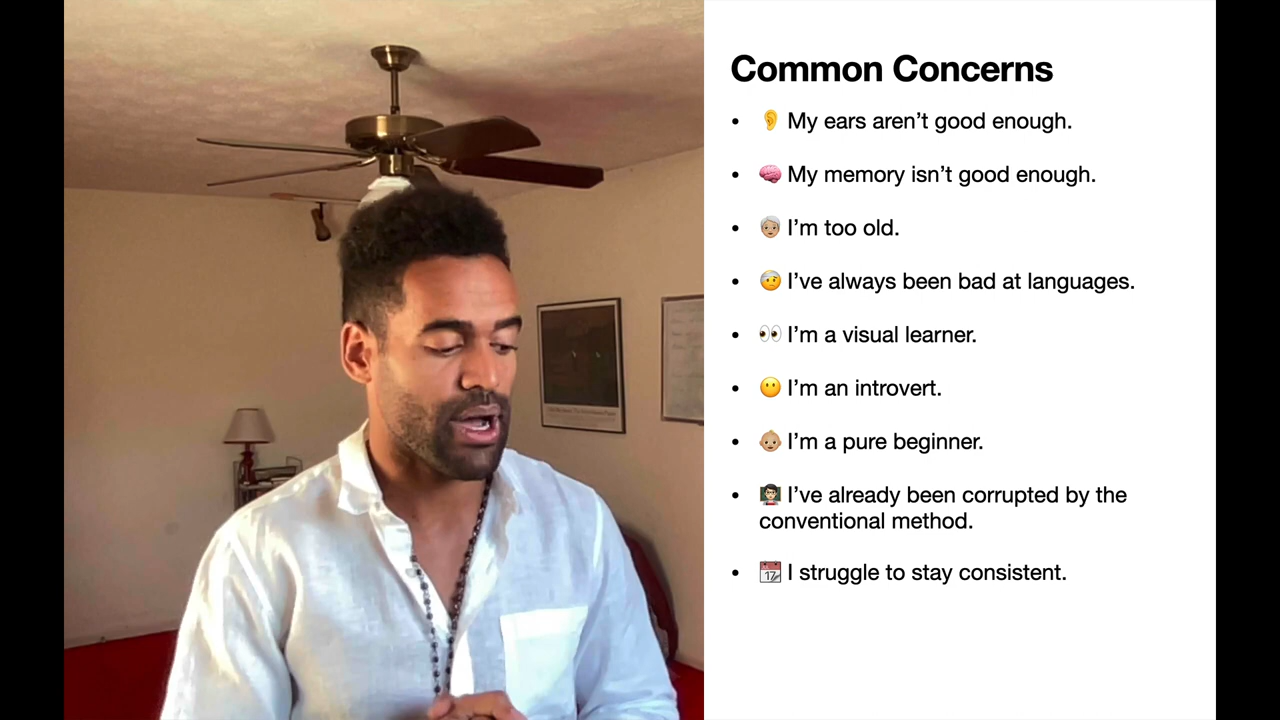 Common Concerns
• 👂 My ears aren’t good enough.
• 🧠 My memory isn’t good enough.
• 👵🏼 I’m too old.
• 🤕 I’ve always been bad at languages.
• 👀 I’m a visual learner.
• 😶 I’m an introvert.
• 👶🏼 I’m a pure beginner.
• 👨🏻‍🏫 I’ve already been corrupted by the
conventional method.
• 📆 I struggle to stay consistent.